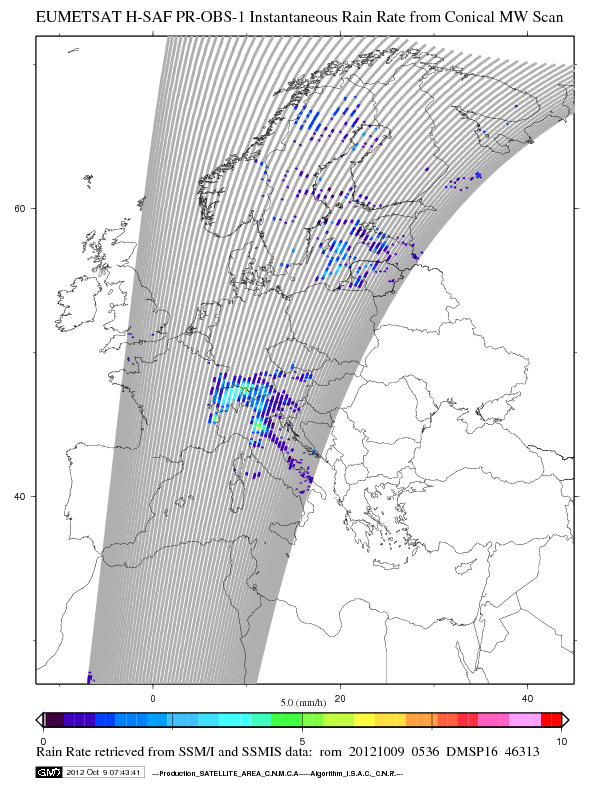 EUMETSAT H-SAF PR-OBS-1 Instantaneous Rain Rate from Conical MW Scan
60
40
0 20 40
5.0 (mm/h)
0 5 10
Rain Rate retrieved from SSM/I and SSMIS data: rom 20121009 0536 DMSP16 46313
GMT 2012 Oct 9 07:43:41 ---Production_SATELLITE_AREA_C.N.M.C.A-----Algorithm_I.S.A.C._C.N.R.---